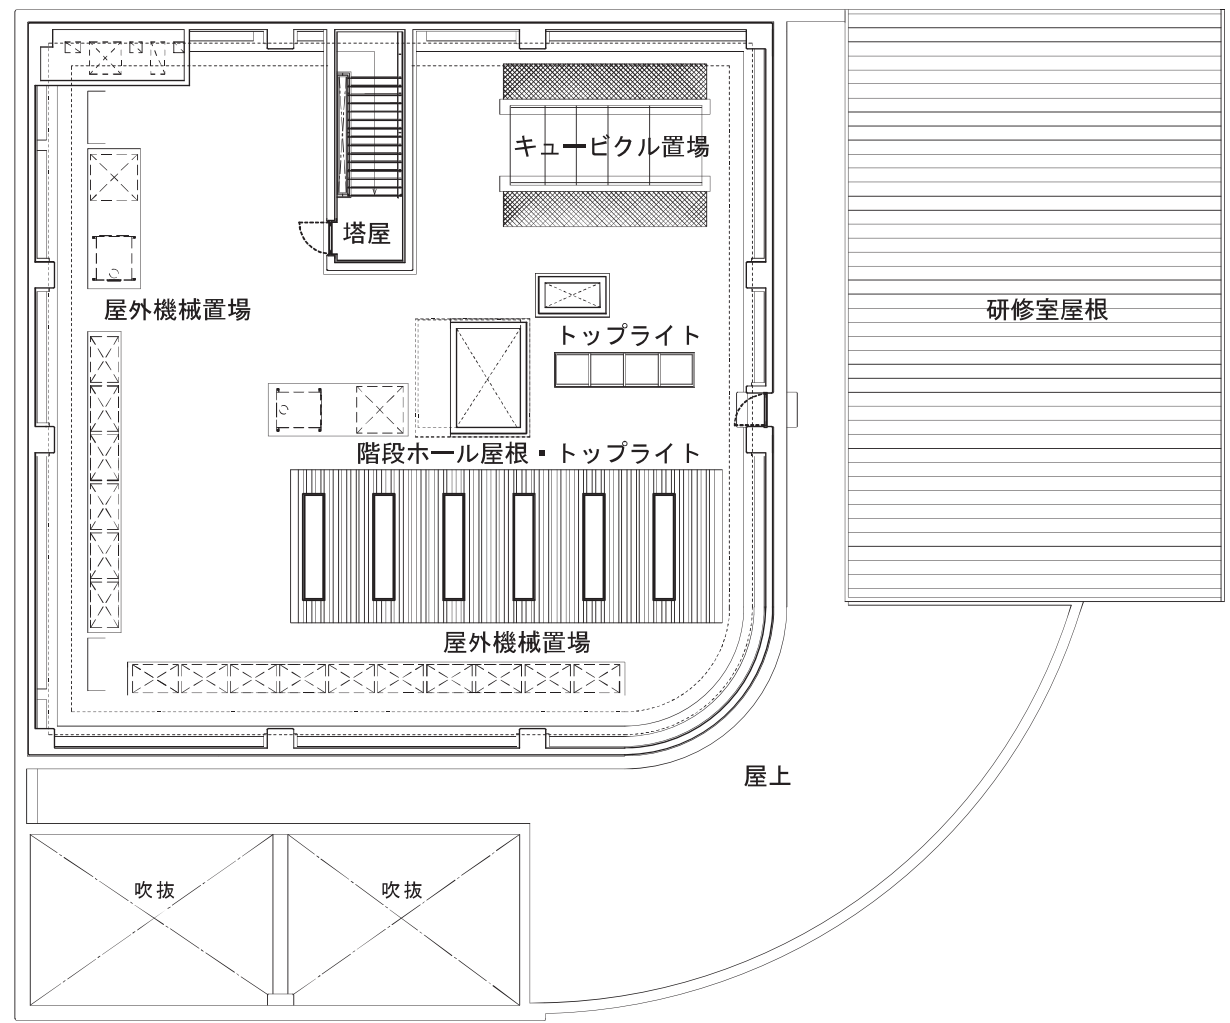 キュービクル置場
塔屋
屋外機械置場
研修室屋根
トップライト
階段ホール屋根・トップライト
屋外機械置場
屋上
吹抜
吹抜